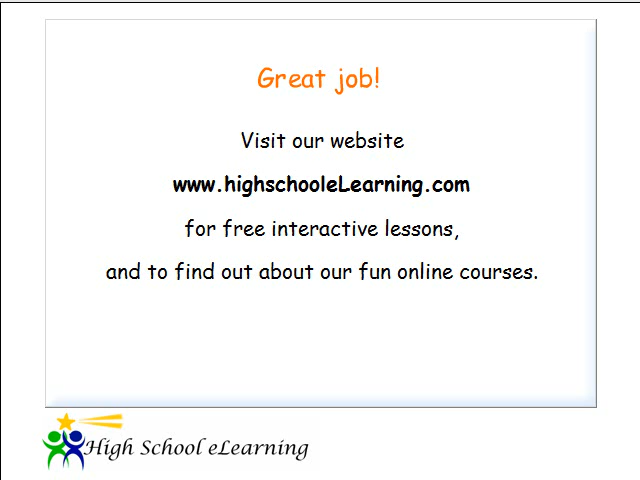 Great job!
Visit our website
www.highschooleLearning.com
for free interactive lessons,
and to find out about our fun online courses.
High School eLearning